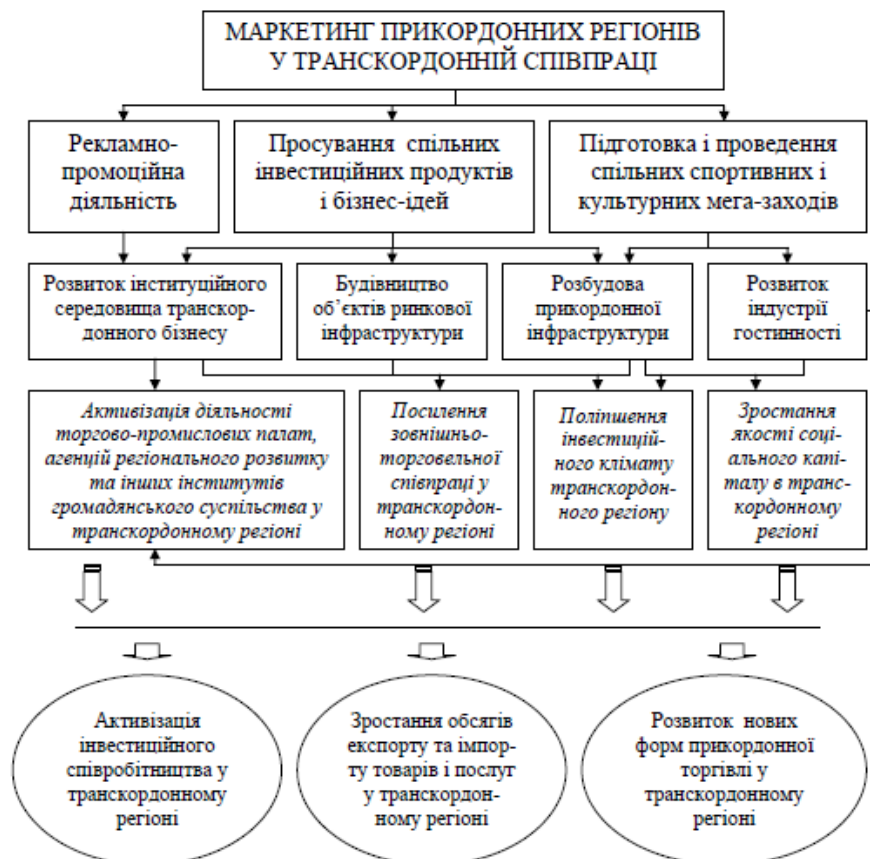 МАРКЕТИНГ ПРИКОРДОННИХ РЕГІОНІВ
У ТРАНСКОРДОННІЙ СПІВПРАЦІ
Рекламно-
промоційна
діяльність
Просування спільних
інвестиційних продуктів
і бізнес-ідей
Підготовка і проведення
спільних спортивних і
культурних мега-заходів
Розвиток інституційного
середовища транскор-
донного бізнесу
Будівництво
об’єктів ринкової
інфраструктури
Розбудова
прикордонної
інфраструктури
Розвиток
індустрії
гостинності
Активізація діяльності
торгово-промислових палат,
агенцій регіонального розвитку
та інших інститутів
громадянського суспільства у
транскордонному регіоні
Посилення
зовнішньо-
торговельної
співпраці у
транскордон-
ному регіоні
Поліпшення
інвестицій-
ного клімату
транскордон-
ного регіону
Зростання
якості соці-
ального капі-
талу в транс-
кордонному
регіоні
Активізація
інвестиційного
співробітництва у
транскордонному
регіоні
Зростання обсягів
експорту та імпор-
ту товарів і послуг
у транскордон-
ному регіоні
Розвиток нових
форм прикордонної
торгівлі у
транскордонному
регіоні